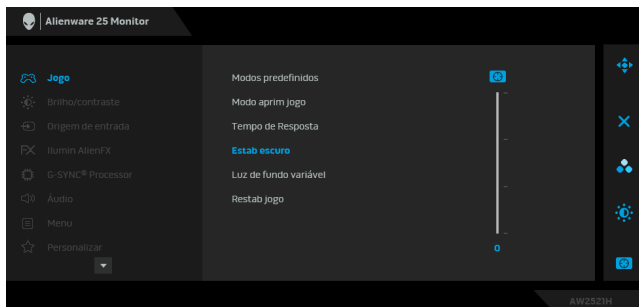 Alienware 25 Monitor
Jogo
Brilho/contraste
Origem de entrada
FX Ilumin AlienFX
G-SYNC® Processor
Áudio
Menu
Personalizar
Modos predefinidos
Modo aprim jogo
Tempo de Resposta
Estab escuro
Luz de fundo variável
Restab jogo
0
AW2521H